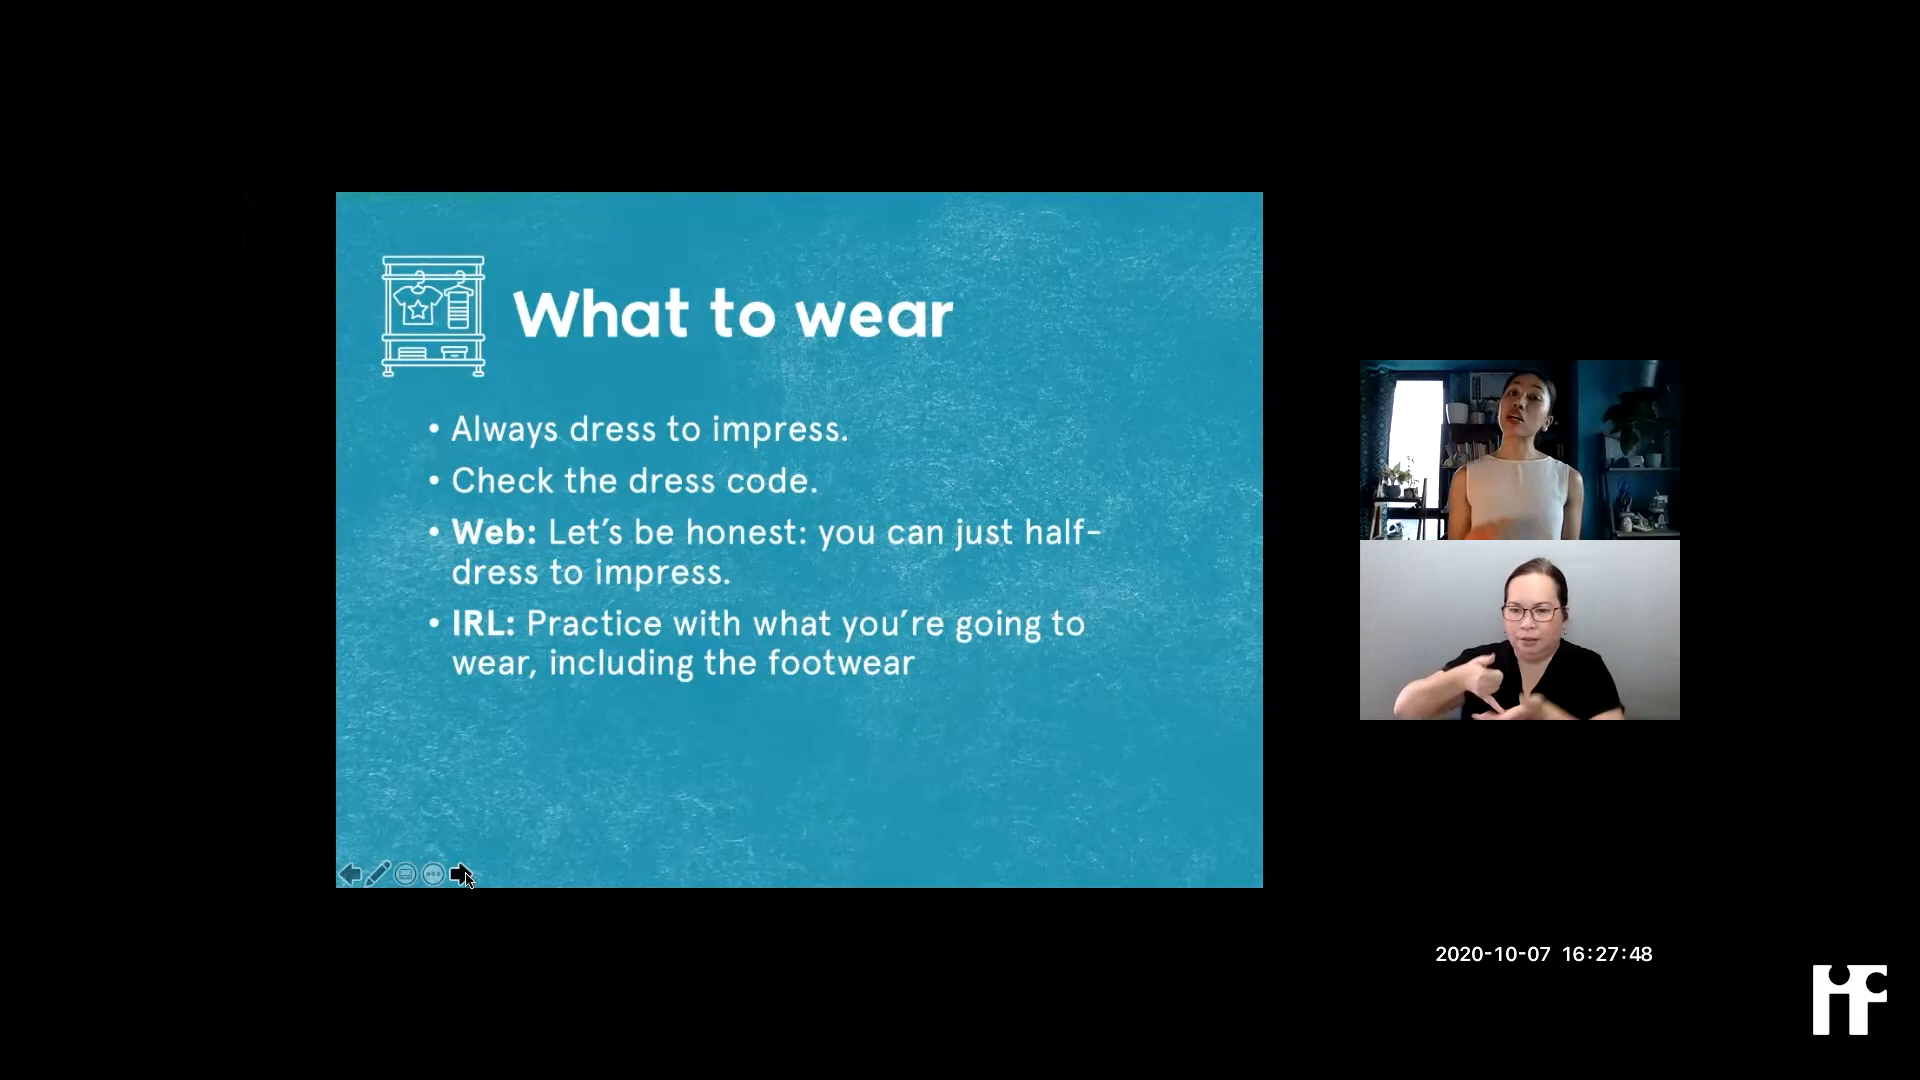 What to wear
• Always dress to impress.
• Check the dress code.
• Web: Let’s be honest: you can just half-
dress to impress.
• IRL: Practice with what you’re going to
wear, including the footwear
2020-10-07 16:27:48
iF